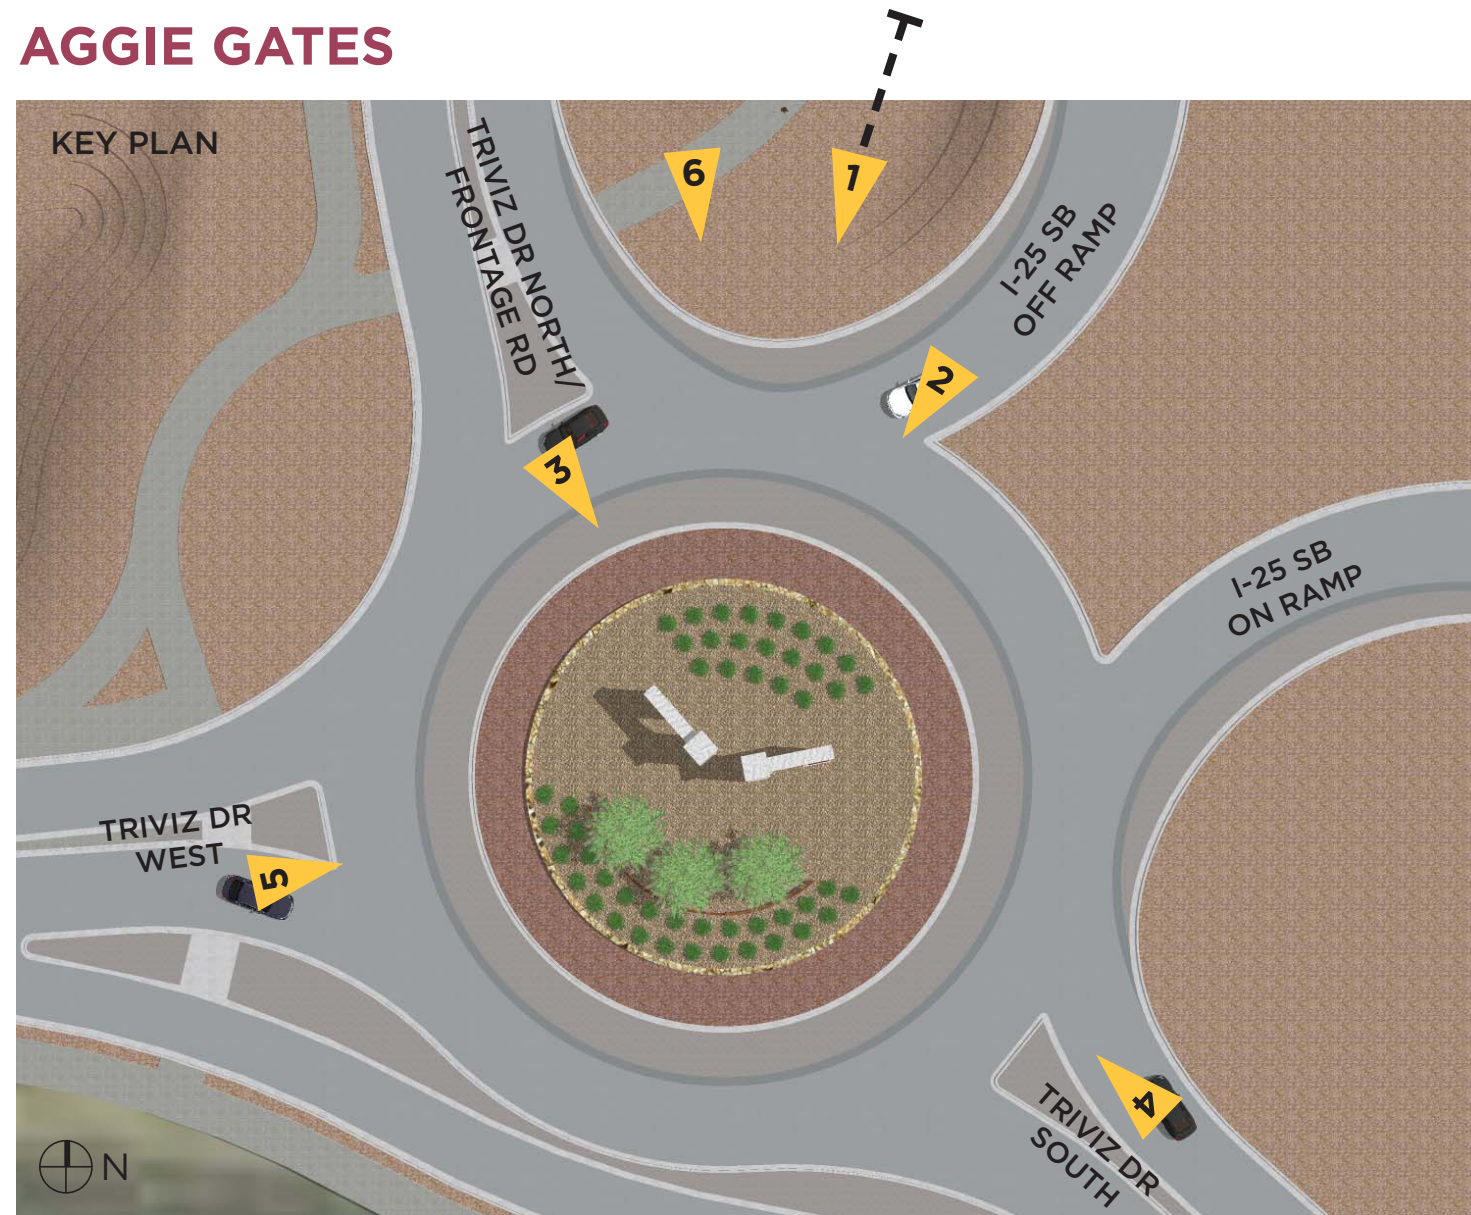 AGGIE GATES
KEY PLAN
TRIVIZ DR NORTH/
FRONTAGE RD
6
1
I-25 SB
OFF RAMP
2
3
I-25 SB
ON RAMP
TRIVIZ DR
WEST
5
4
TRIVIZ DR
SOUTH
N